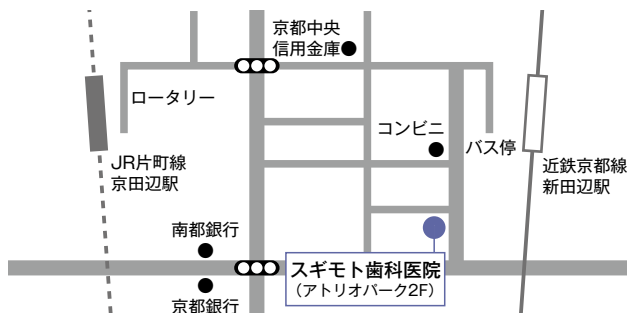 京都中央
信用金庫
ロータリー
コンビニ
バス停
JR片町線
京田辺駅
近鉄京都線
新田辺駅
南都銀行
スギモト歯科医院
（アトリオパーク2F）
京都銀行